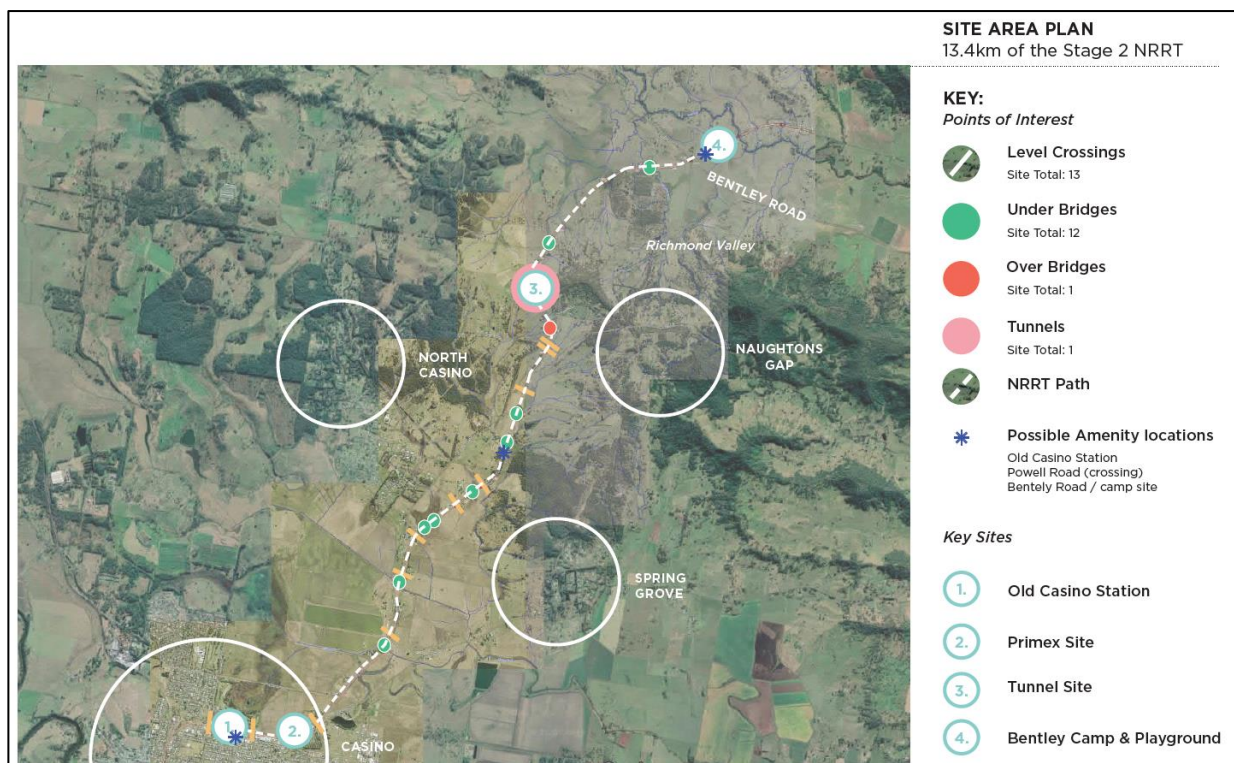 SITE AREA PLAN
13.4km of the Stage 2 NRRT
KEY:
Points of Interest
Level Crossings
Site Total: 13
Under Bridges
Site Total: 12
Over Bridges
Site Total: 1
Tunnels
Site Total: 1
NRRT Path
Possible Amenity locations
Old Casino Station
Powell Road (crossing)
Bentely Road / camp site
Key Sites
1. Old Casino Station
2. Primex Site
3. Tunnel Site
4. Bentley Camp & Playground
4.
BENTLEY ROAD
Richmond Valley
3.
NORTH
CASINO
NAUGHTONS
GAP
SPRING
GROVE
1.
2.
CASINO